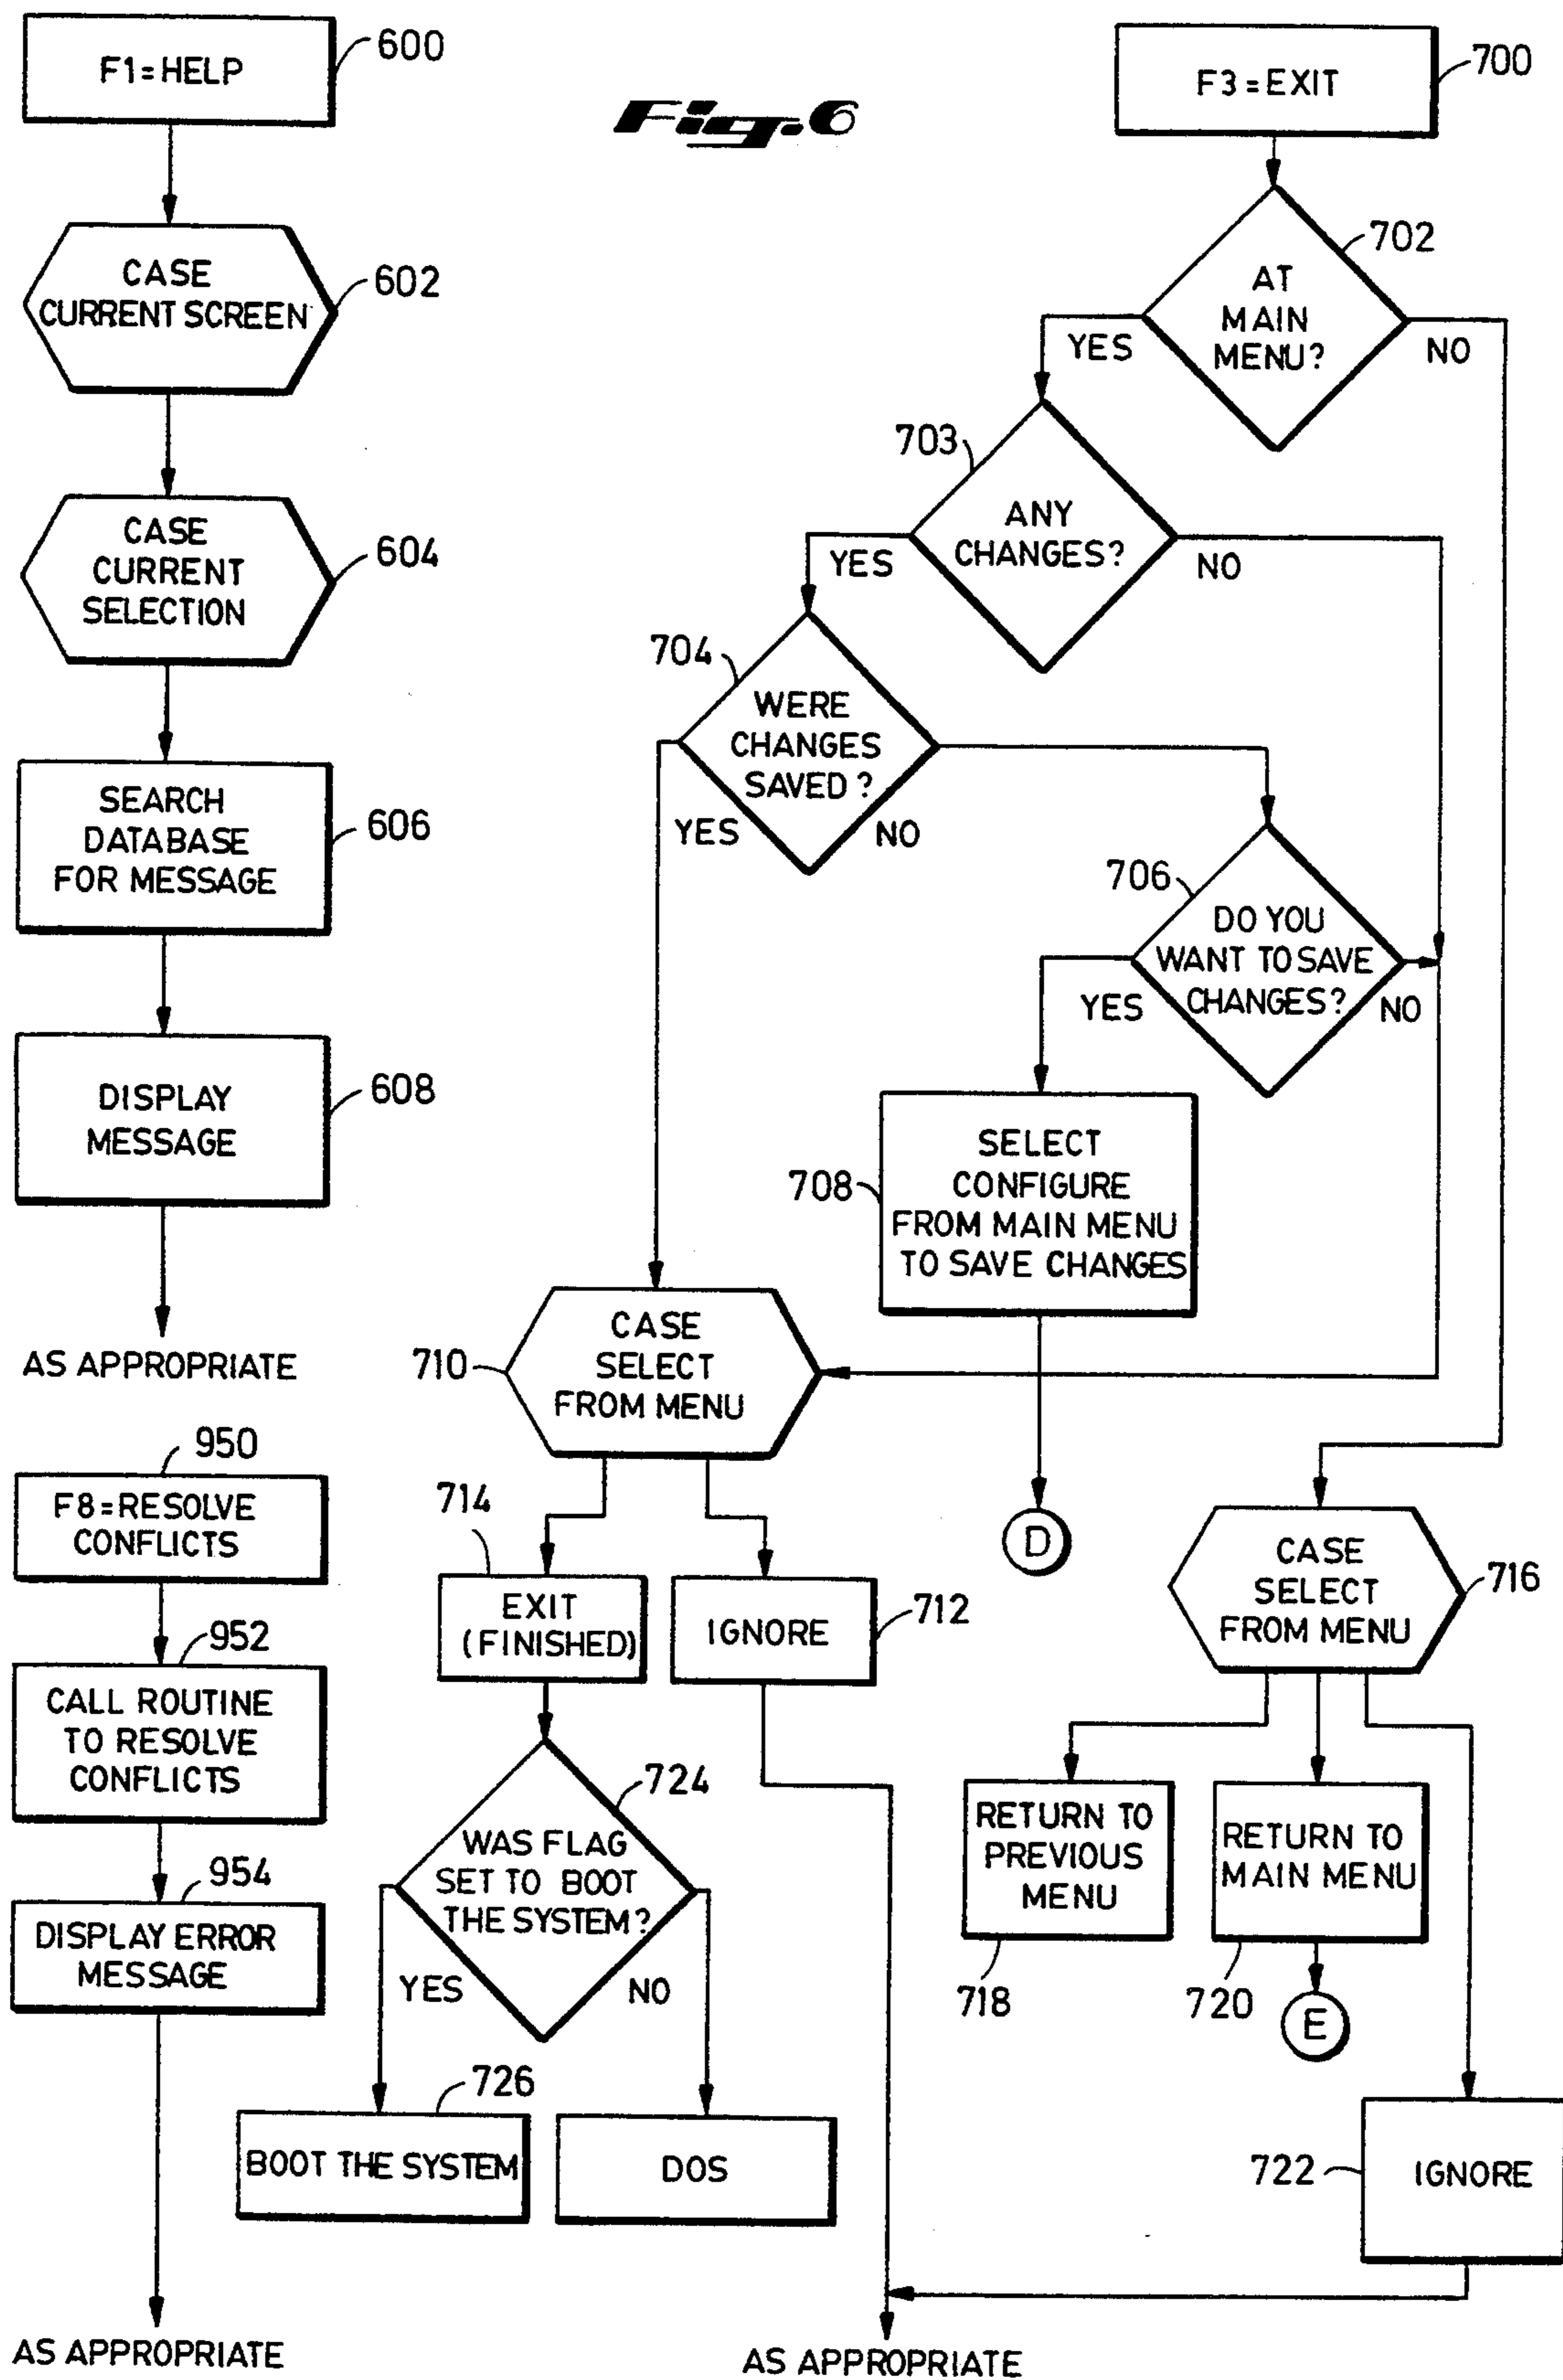 F1=HELP
600
Fig.6
F3=EXIT
700
CASE
CURRENT SCREEN
602
AT
MAIN
MENU?
702
YES
NO
CASE
CURRENT
SELECTION
604
703
ANY
CHANGES?
YES
NO
704
WERE
CHANGES
SAVED?
YES
NO
SEARCH
DATABASE
FOR MESSAGE
606
706
DO YOU
WANT TO SAVE
CHANGES?
YES
NO
DISPLAY
MESSAGE
608
708
SELECT
CONFIGURE
FROM MAIN MENU
TO SAVE CHANGES
AS APPROPRIATE
710
CASE
SELECT
FROM MENU
D
950
F8=RESOLVE
CONFLICTS
714
EXIT
(FINISHED)
IGNORE
712
CASE
SELECT
FROM MENU
716
952
CALL ROUTINE
TO RESOLVE
CONFLICTS
724
WAS FLAG
SET TO BOOT
THE SYSTEM?
YES
NO
RETURN TO
PREVIOUS
MENU
718
RETURN TO
MAIN MENU
720
E
954
DISPLAY ERROR
MESSAGE
726
BOOT THE SYSTEM
DOS
722
IGNORE
AS APPROPRIATE
AS APPROPRIATE